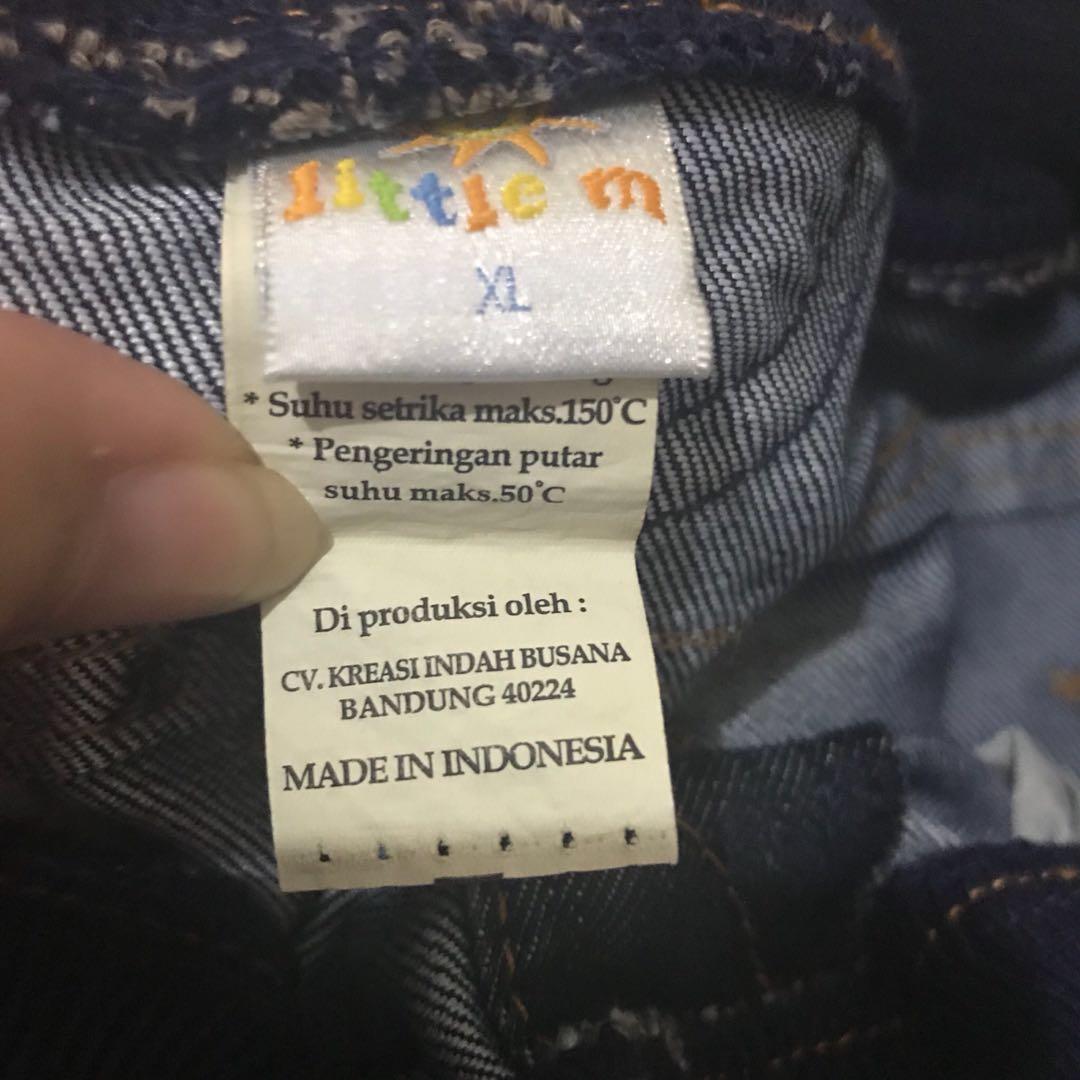 little m
XL
* Suhu setrika maks.150°C
* Pengeringan putar
suhu maks.50°C
Di produksi oleh :
CV. KREASI INDAH BUSANA
BANDUNG 40224
MADE IN INDONESIA